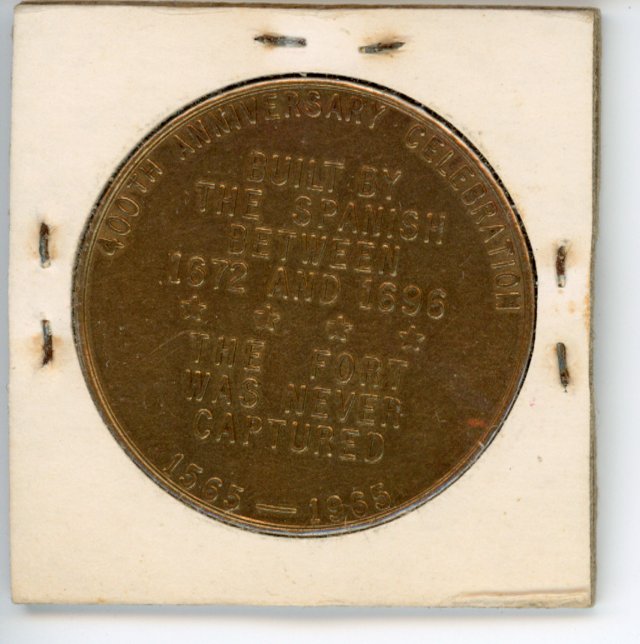 400TH ANNIVERSARY CELEBRATION
BUILT BY
THE SPANISH
BETWEEN
1672 AND 1696
THE FORT
WAS NEVER
CAPTURED
1565 — 1965